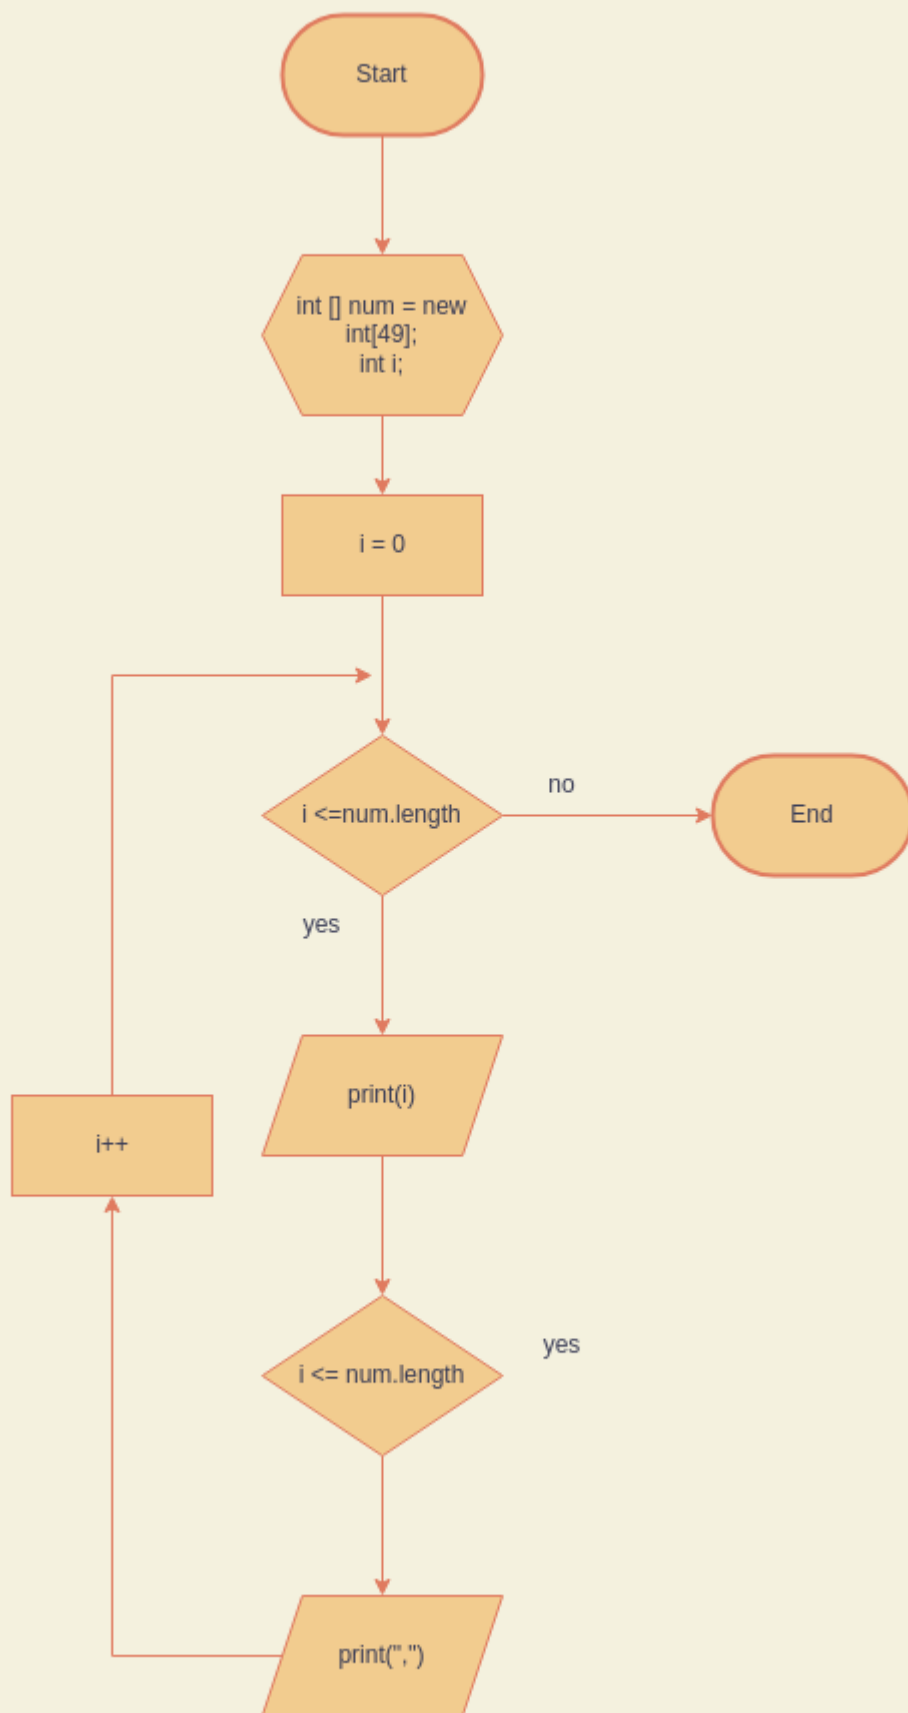 Start
int [] num = new
int[49];
int i;
i = 0
i <=num.length
no
End
yes
print(i)
i++
i <= num.length
yes
print(",")